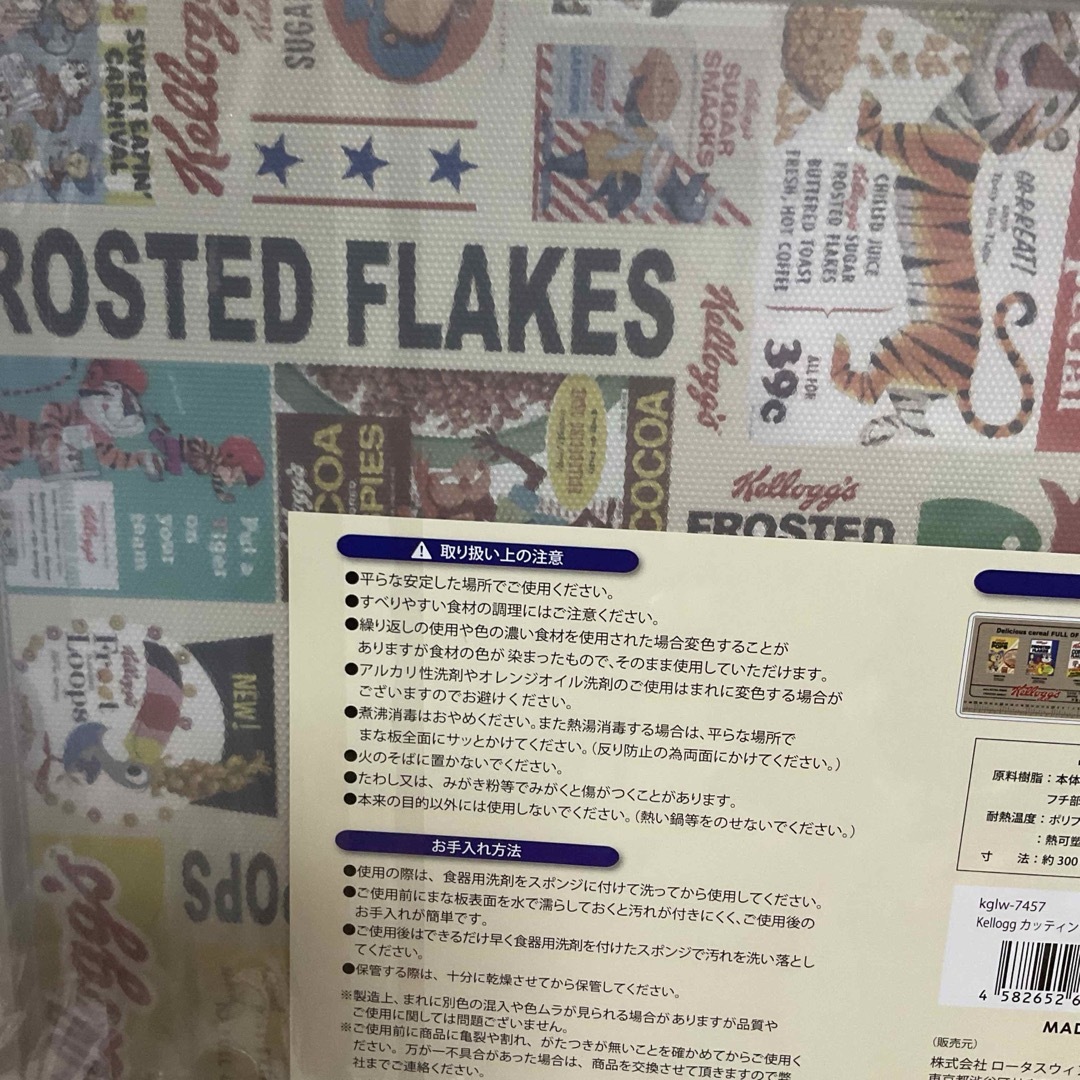 SWEET EATIN'
CARNIVAL
Kellogg's
SUGAR
SMACKS
CHILLED JUICE
Kellogg's SUGAR
FROSTED FLAKES
BUTTERED TOAST
FRESH, HOT COFFEE
ALL FOR
39c
GR-R-REAT!
says
Tony the Tiger
ROSTED FLAKES
Kellogg's
Kellogg's
FROSTED
Put a
Tiger
on
your
team
Kellogg's
COCOA
Kellogg's
Froot
Loops
NEW!
OPS
取り扱い上の注意
●平らな安定した場所でご使用ください。
●すべりやすい食材の調理にはご注意ください。
●繰り返しの使用や色の濃い食材を使用された場合変色することが
ありますが食材の色が染まったもので、そのまま使用していただけます。
●アルカリ性洗剤やオレンジオイル洗剤のご使用はまれに変色する場合が
ございますのでお避けください。
●煮沸消毒はおやめください。また熱湯消毒する場合は、平らな場所で
まな板全面にサッとかけてください。（反り防止の為両面にかけてください。）
●火のそばに置かないでください。
●たわし又は、みがき粉等でみがくと傷がつくことがあります。
●本来の目的以外には使用しないでください。（熱い鍋等をのせないでください。）
お手入れ方法
●使用の際は、食器用洗剤をスポンジに付けて洗ってから使用してください。
●ご使用前にまな板表面を水で濡らしておくと汚れが付きにくく、ご使用後の
お手入れが簡単です。
●ご使用後はできるだけ早く食器用洗剤を付けたスポンジで汚れを洗い落とし
てください。
●保管する際は、十分に乾燥させてから保管してください。
※製造上、まれに別色の混入や色ムラが見られる場合がありますが品質や
ご使用に関しては問題ございません。
※ご使用前に商品に亀裂や割れ、がたつきが無いことを確かめてからご使用く
ださい。万が一不具合があった場合は、商品を交換させて頂きますので弊
社までご連絡ください。
Delicious cereal FULL OF
Kellogg's
原料樹脂：本体
フチ部
耐熱温度：ポリプ
：熱可塑
寸　法：約300
kglw-7457
Kellogg カッティン
4 582652 6
MAD
（販売元）
株式会社 ロータスウィ
東京都渋谷区